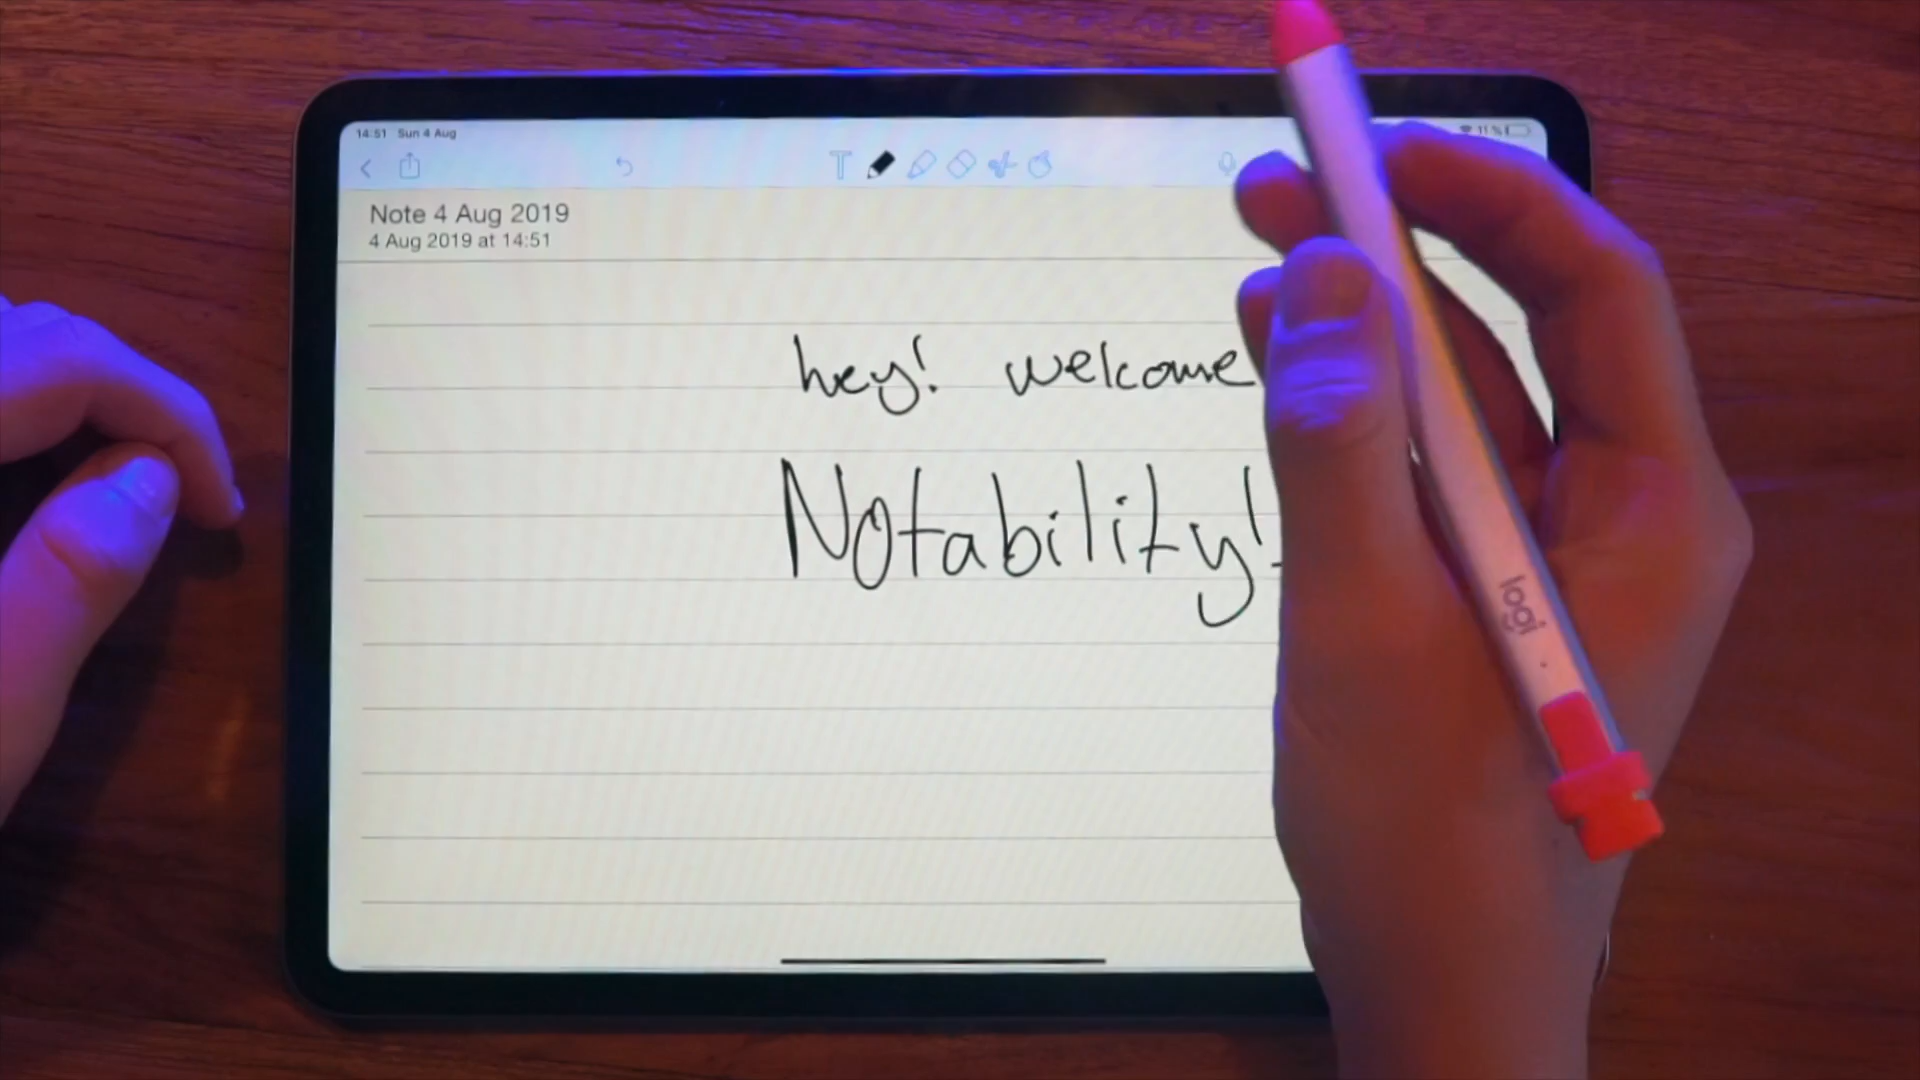 14:51 Sun 4 Aug
11%
Note 4 Aug 2019
4 Aug 2019 at 14:51
hey! welcome
Notability!
logi